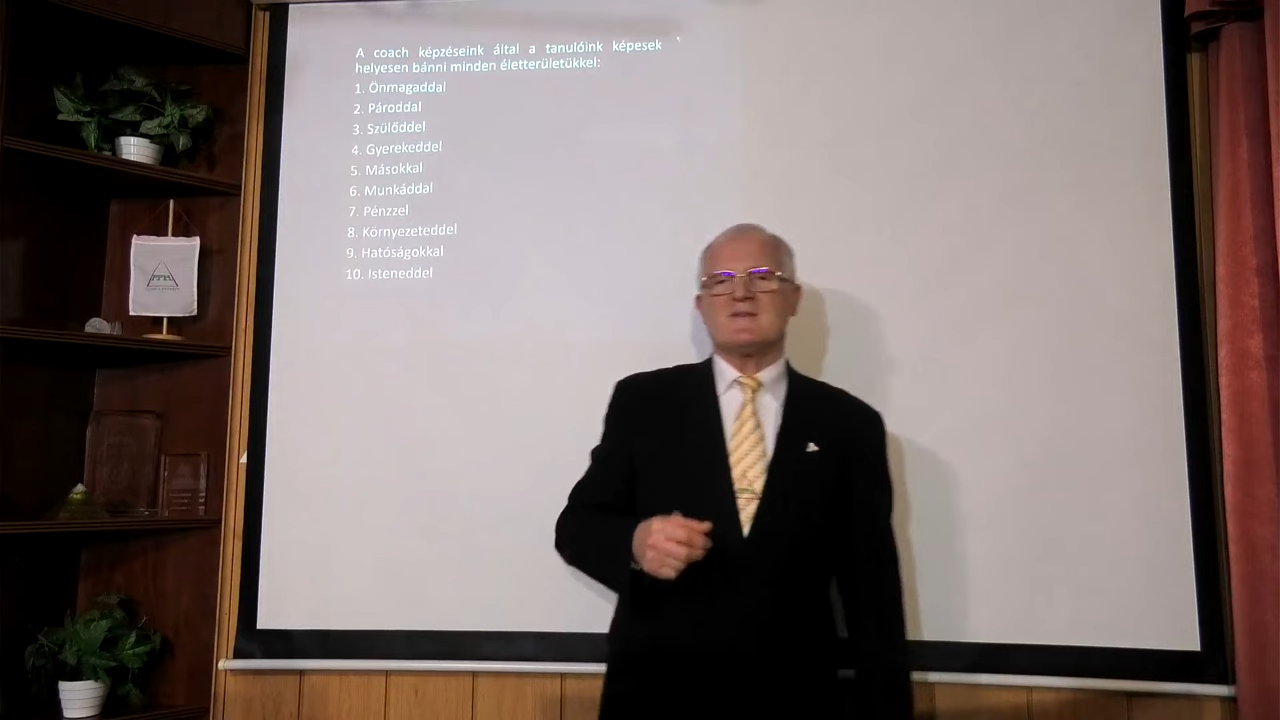 A coach képzéseink által a tanulóink képesek
helyesen bánni minden életterületükkel:
1. Önmagaddal
2. Pároddal
3. Szülőddel
4. Gyerekeddel
5. Másokkal
6. Munkáddal
7. Pénzzel
8. Környezeteddel
9. Hatóságokkal
10. Isteneddel